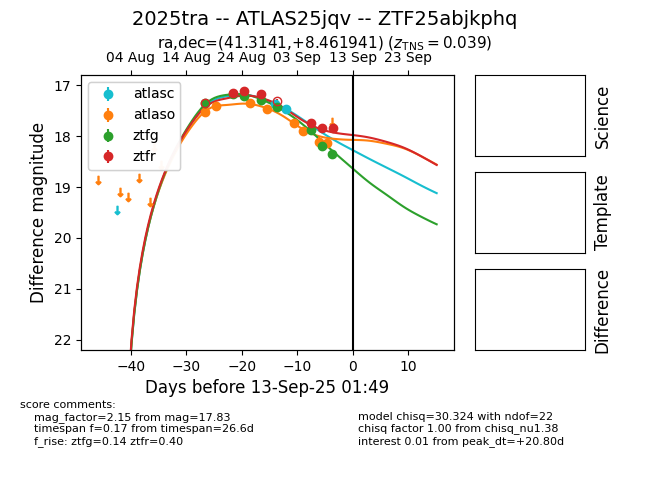 2025tra -- ATLAS25jqv -- ZTF25abjkphq
ra,dec=(41.3141,+8.461941) (z_TNS = 0.039)
04 Aug 14 Aug 24 Aug 03 Sep 13 Sep 23 Sep
atlasc
atlaso
ztfg
ztfr
17
18
19
20
21
22
Difference magnitude
−40 −30 −20 −10 0 10
Days before 13-Sep-25 01:49
Science
Template
Difference
score comments:
mag_factor=2.15 from mag=17.83
timespan f=0.17 from timespan=26.6d
f_rise: ztfg=0.14 ztfr=0.40
model chisq=30.324 with ndof=22
chisq factor 1.00 from chisq_nu1.38
interest 0.01 from peak_dt=+20.80d